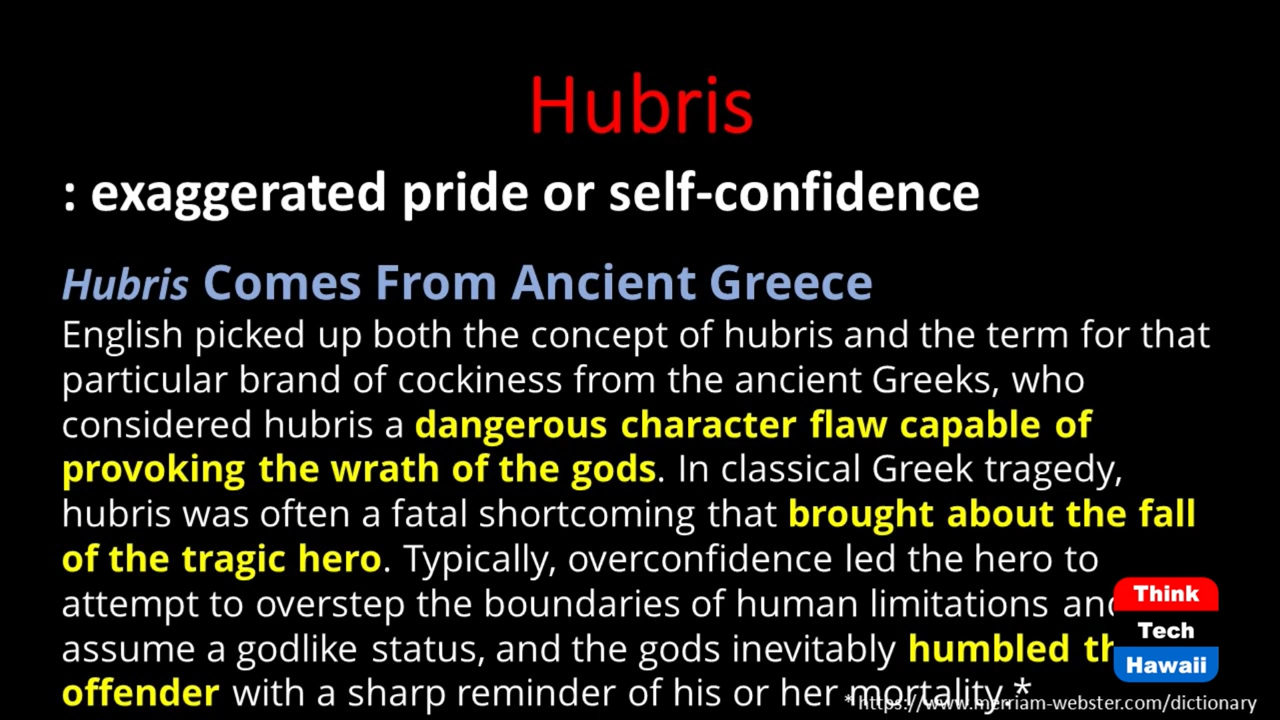 Hubris
: exaggerated pride or self-confidence
Hubris Comes From Ancient Greece
English picked up both the concept of hubris and the term for that
particular brand of cockiness from the ancient Greeks, who
considered hubris a dangerous character flaw capable of
provoking the wrath of the gods. In classical Greek tragedy,
hubris was often a fatal shortcoming that brought about the fall
of the tragic hero. Typically, overconfidence led the hero to
attempt to overstep the boundaries of human limitations and
assume a godlike status, and the gods inevitably humbled th
offender with a sharp reminder of his or her mortality.*
* https://www.merriam-webster.com/dictionary
Think
Tech
Hawaii